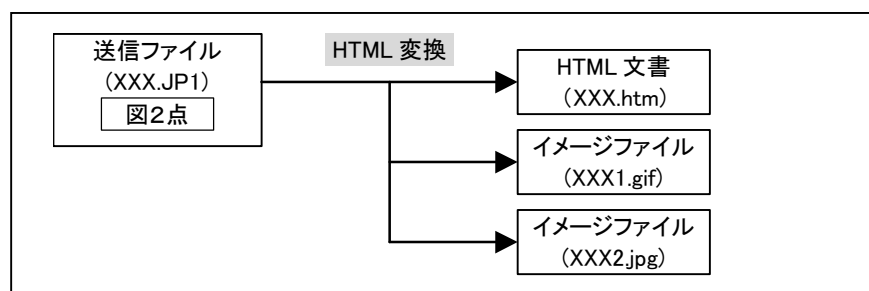 送信ファイル
(XXX.JP1)
図2点
HTML 変換
HTML 文書
(XXX.htm)
イメージファイル
(XXX1.gif)
イメージファイル
(XXX2.jpg)